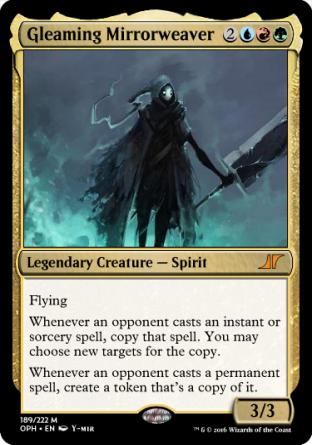 Gleaming Mirrorweaver 2
Legendary Creature — Spirit
Flying
Whenever an opponent casts an instant or
sorcery spell, copy that spell. You may
choose new targets for the copy.
Whenever an opponent casts a permanent
spell, create a token that's a copy of it.
3/3
189/222 M
OPH • EN Y-M1R
™ & © 2016 Wizards of the Coast